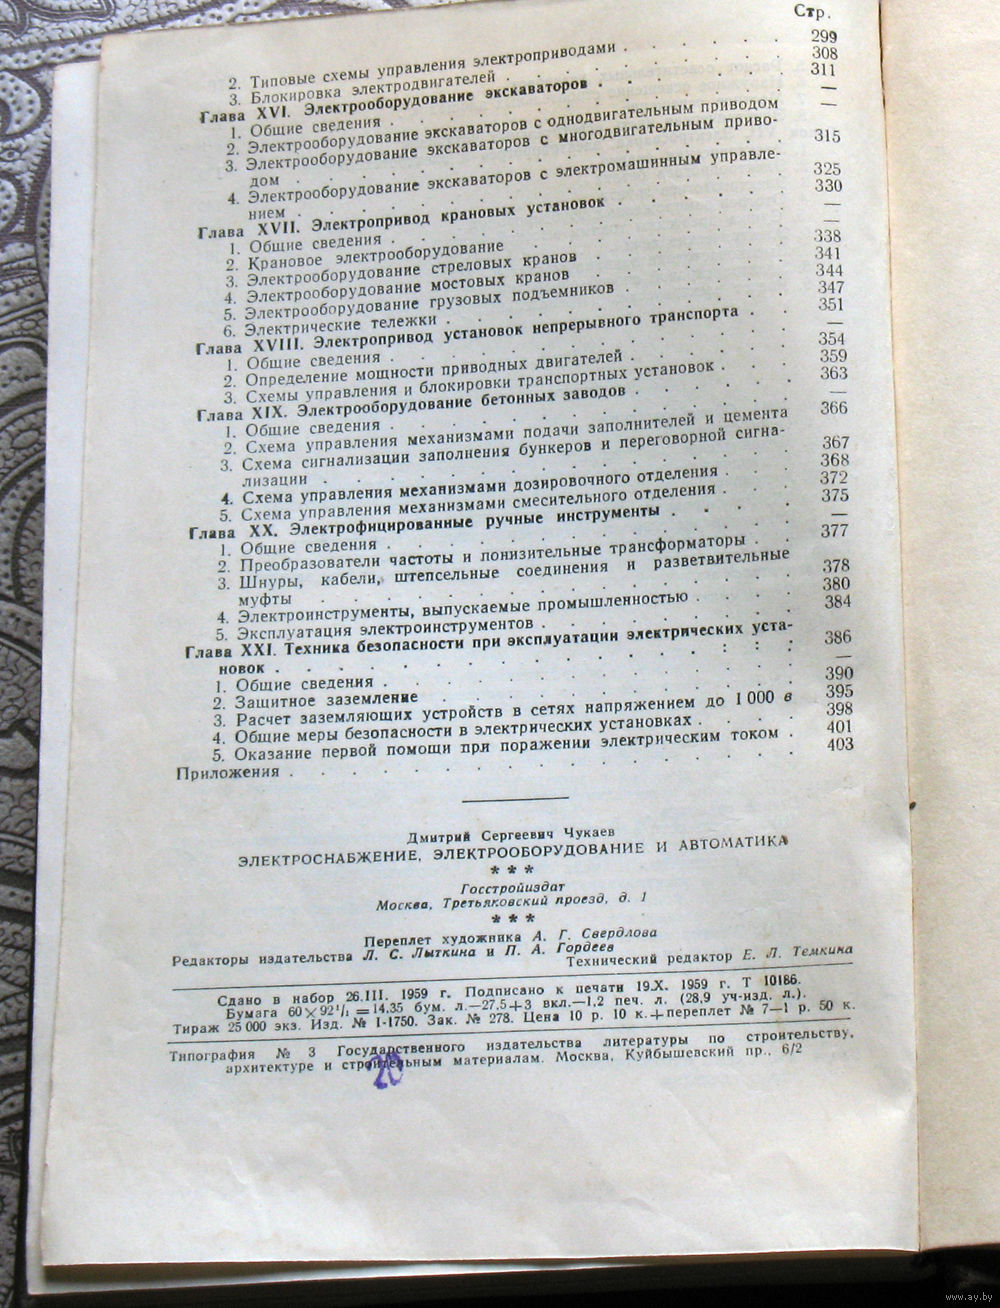 Стр.
2. Типовые схемы управления электроприводами . . . . . . 299
3. Блокировка электродвигателей . . . . . . . . . 308
Глава XVI. Электрооборудование экскаваторов . . . . . . 311
1. Общие сведения . . . . . . . . . . . —
2. Электрооборудование экскаваторов с однодвигательным приводом —
3. Электрооборудование экскаваторов с многодвигательным приво-
дом . . . . . . . . . . . . . 315
4. Электрооборудование экскаваторов с электромашинным управле-
нием . . . . . . . . . . . . . 325
Глава XVII. Электропривод крановых установок . . . . . . 330
1. Общие сведения . . . . . . . . . . . —
2. Крановое электрооборудование . . . . . . . . —
3. Электрооборудование стреловых кранов . . . . . . 338
4. Электрооборудование мостовых кранов . . . . . . 341
5. Электрооборудование грузовых подъемников . . . . . 344
6. Электрические тележки . . . . . . . . . . 347
Глава XVIII. Электропривод установок непрерывного транспорта . . 351
1. Общие сведения . . . . . . . . . . . —
2. Определение мощности приводных двигателей . . . . . 354
3. Схемы управления и блокировки транспортных установок . . . 359
Глава XIX. Электрооборудование бетонных заводов . . . . . 363
1. Общие сведения . . . . . . . . . . . —
2. Схема управления механизмами подачи заполнителей и цемента 366
3. Схема сигнализации заполнения бункеров и переговорной сигна-
лизации . . . . . . . . . . . . 367
4. Схема управления механизмами дозировочного отделения . . . 368
5. Схема управления механизмами смесительного отделения . . . 372
Глава XX. Электрофицированные ручные инструменты . . . . 375
1. Общие сведения . . . . . . . . . . . —
2. Преобразователи частоты и понизительные трансформаторы . . 377
3. Шнуры, кабели, штепсельные соединения и разветвительные
муфты . . . . . . . . . . . . . 378
4. Электроинструменты, выпускаемые промышленностью . . . . 380
5. Эксплуатация электроинструментов . . . . . . . 384
Глава XXI. Техника безопасности при эксплуатации электрических уста-
новок . . . . . . . . . . . . . 386
1. Общие сведения . . . . . . . . . . . —
2. Защитное заземление . . . . . . . . . . 390
3. Расчет заземляющих устройств в сетях напряжением до 1000 в 395
4. Общие меры безопасности в электрических установках . . . . 398
5. Оказание первой помощи при поражении электрическим током . 401
Приложения . . . . . . . . . . . . . 403
Дмитрий Сергеевич Чукаев
ЭЛЕКТРОСНАБЖЕНИЕ, ЭЛЕКТРООБОРУДОВАНИЕ И АВТОМАТИКА
* * *
Госстройиздат
Москва, Третьяковский проезд, д. 1
* * *
Переплет художника А. Г. Свердлова
Редакторы издательства Л. С. Лыткина и П. А. Гордеев
Технический редактор Е. Л. Темкина
Сдано в набор 26.III. 1959 г. Подписано к печати 19.X. 1959 г. Т 10186.
Бумага 60×92¹/₁ =14,35 бум. л.—27,5+3 вкл.—1,2 печ. л. (28,9 уч-изд. л.).
Тираж 25 000 экз. Изд. № I-1750. Зак. № 278. Цена 10 р. 10 к.+переплет № 7—1 р. 50 к.
Типография № 3 Государственного издательства литературы по строительству,
архитектуре и строительным материалам. Москва, Куйбышевский пр., 6/2
20
www.ay.by